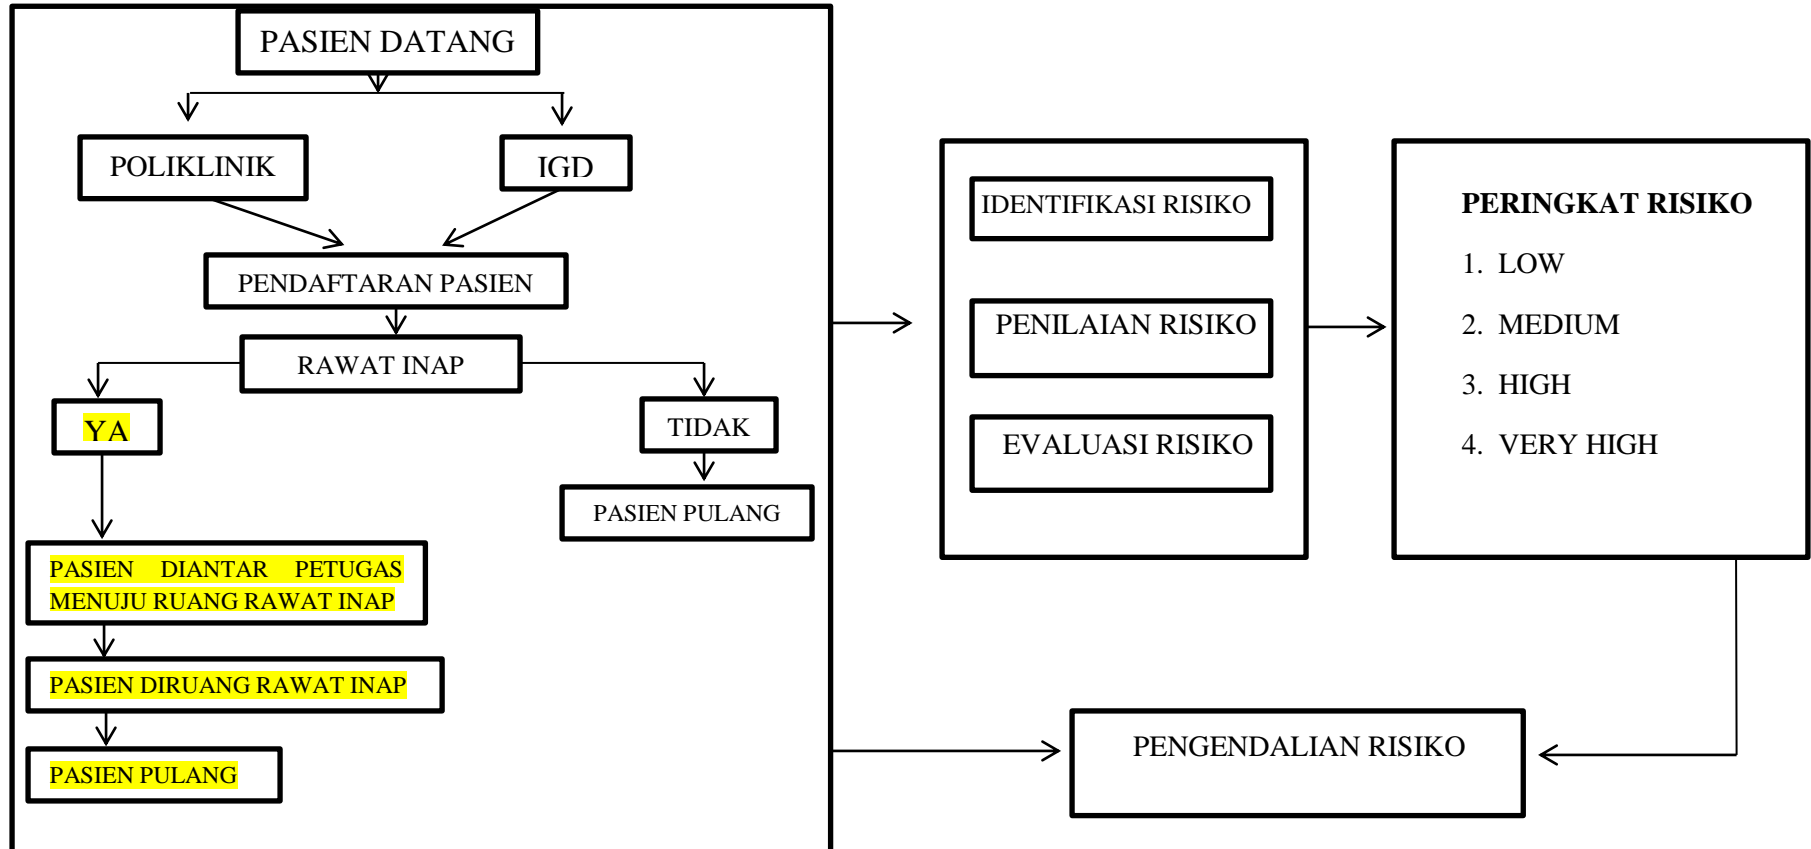 PASIEN DATANG
POLIKLINIK
IGD
PENDAFTARAN PASIEN
RAWAT INAP
YA
TIDAK
PASIEN PULANG
PASIEN DIANTAR PETUGAS
MENUJU RUANG RAWAT INAP
PASIEN DIRUANG RAWAT INAP
PASIEN PULANG
IDENTIFIKASI RISIKO
PENILAIAN RISIKO
EVALUASI RISIKO
PERINGKAT RISIKO
1. LOW
2. MEDIUM
3. HIGH
4. VERY HIGH
PENGENDALIAN RISIKO